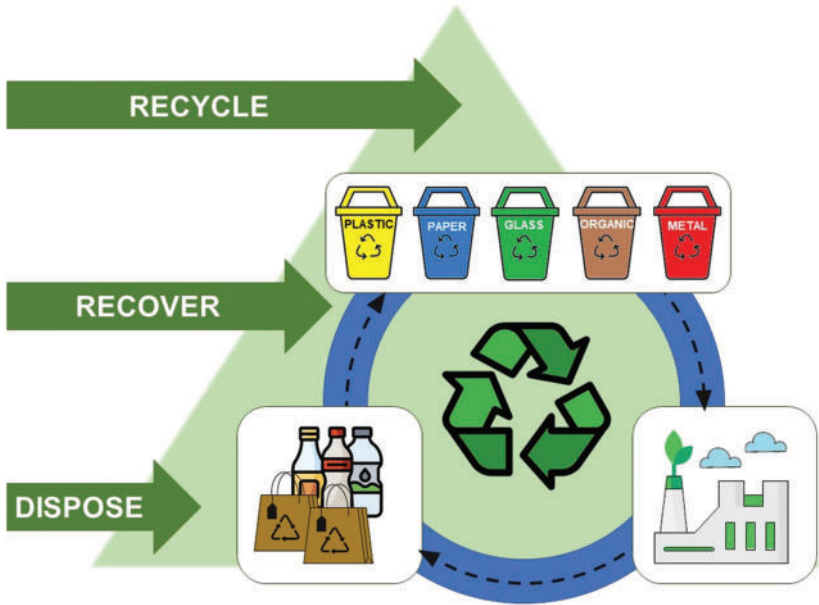 RECYCLE
PLASTIC
PAPER
GLASS
ORGANIC
METAL
RECOVER
DISPOSE